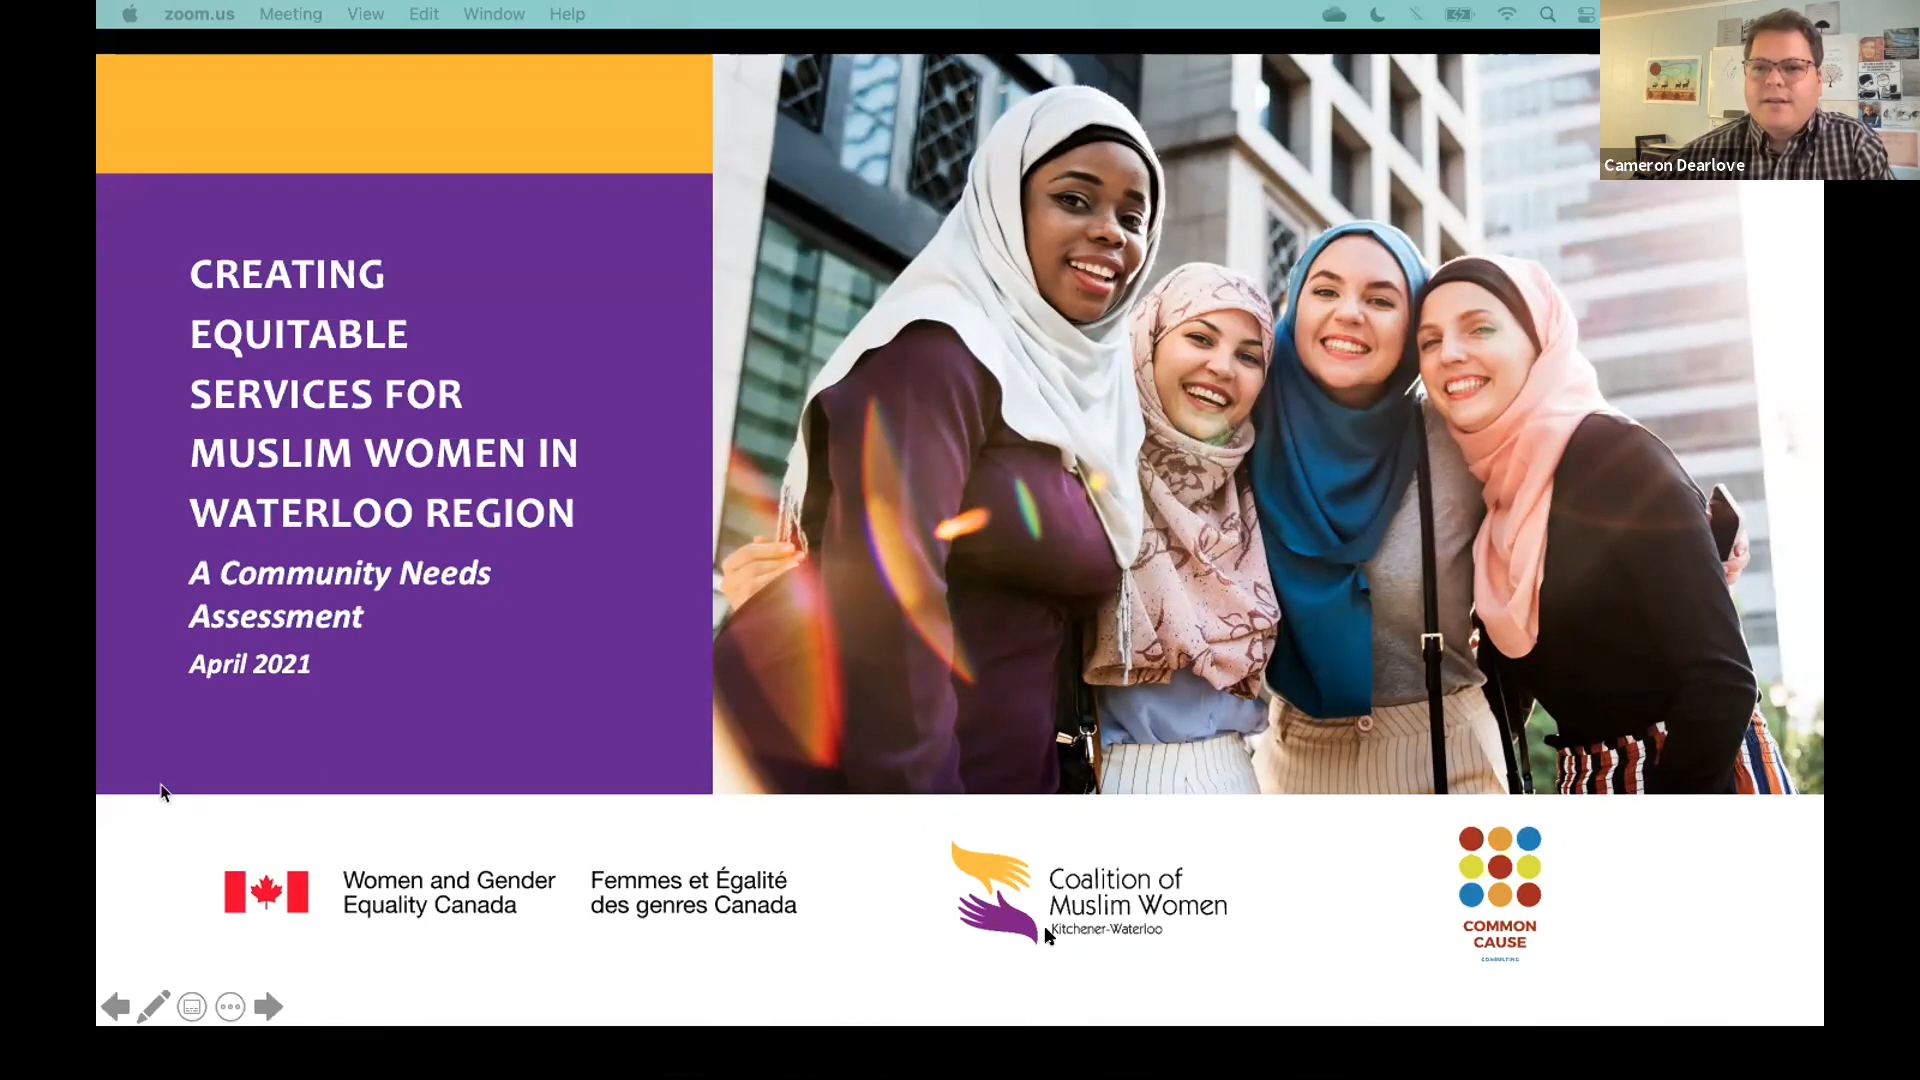 zoom.us Meeting View Edit Window Help
Cameron Dearlove
CREATING
EQUITABLE
SERVICES FOR
MUSLIM WOMEN IN
WATERLOO REGION
A Community Needs
Assessment
April 2021
Women and Gender
Equality Canada
Femmes et Égalité
des genres Canada
Coalition of
Muslim Women
Kitchener-Waterloo
COMMON
CAUSE
CONSULTING